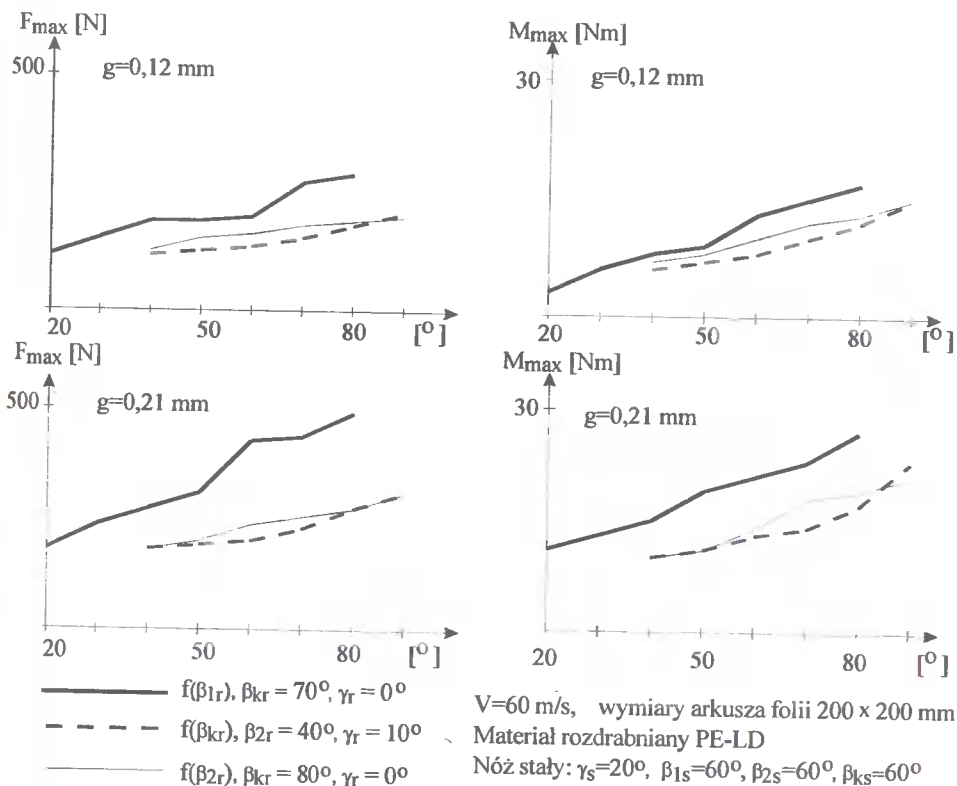 Fmax [N]
500
g=0,12 mm
20 50 80 [°]
Mmax [Nm]
30
g=0,12 mm
20 50 80 [°]
Fmax [N]
500
g=0,21 mm
20 50 80 [°]
Mmax [Nm]
30
g=0,21 mm
20 50 80 [°]
f(β1r), βkr = 70°, γr = 0°
f(βkr), β2r = 40°, γr = 10°
f(β2r), βkr = 80°, γr = 0°
V=60 m/s, wymiary arkusza folii 200 x 200 mm
Materiał rozdrabniany PE-LD
Nóż stały: γs=20°, β1s=60°, β2s=60°, βks=60°